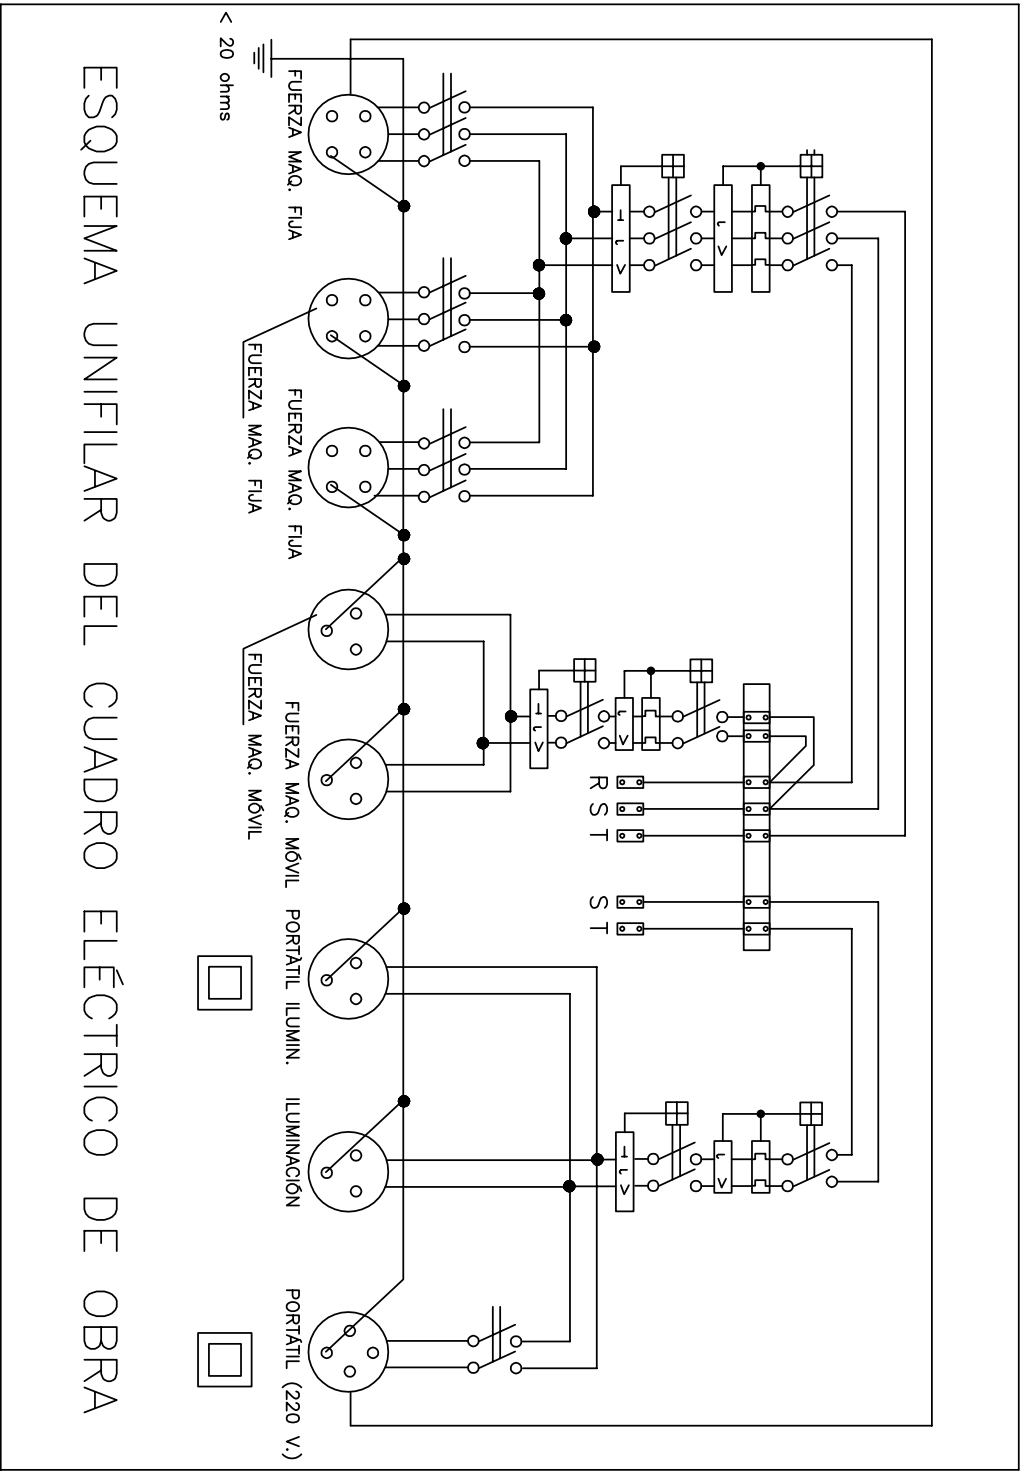 R S T S T
FUERZA MAQ. FIJA
FUERZA MAQ. FIJA
FUERZA MAQ. MÓVIL
PORTÀTIL ILUMIN.
ILUMINACIÓN
PORTÁTIL (220 V.)
FUERZA MAQ. FIJA
FUERZA MAQ. MÓVIL
< 20 ohms
ESQUEMA UNIFILAR DEL CUADRO ELÉCTRICO DE OBRA